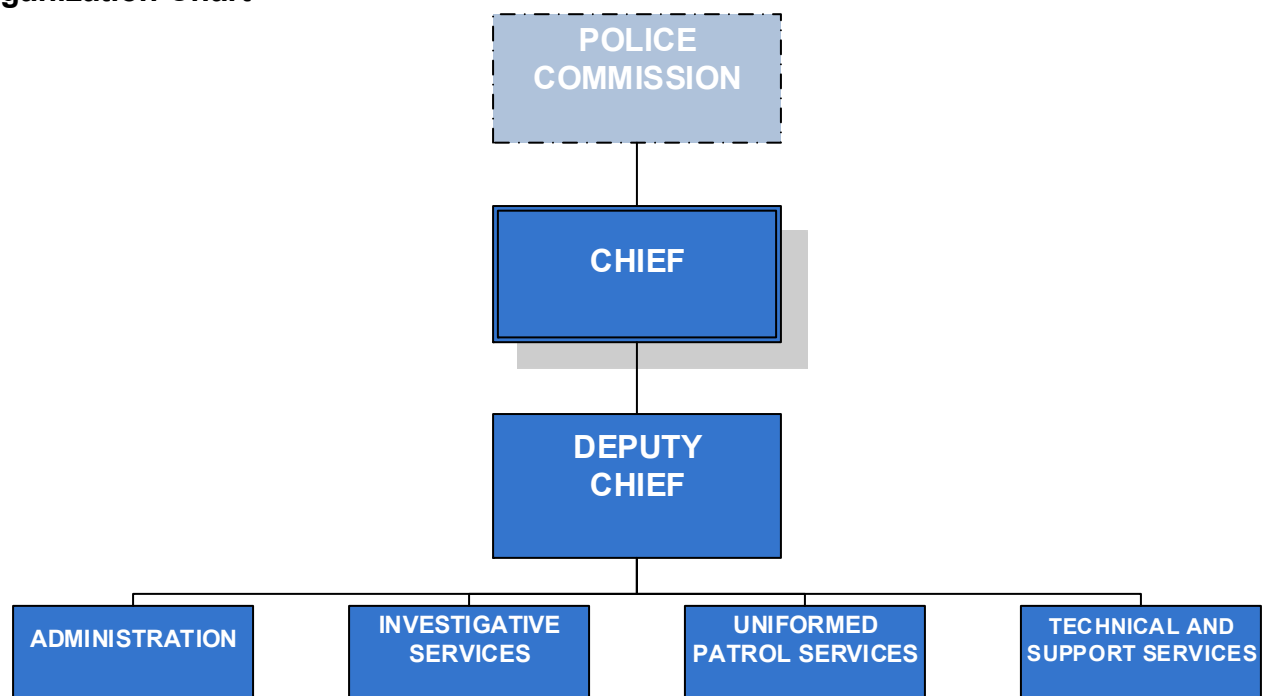 POLICE
COMMISSION
CHIEF
DEPUTY
CHIEF
ADMINISTRATION
INVESTIGATIVE
SERVICES
UNIFORMED
PATROL SERVICES
TECHNICAL AND
SUPPORT SERVICES